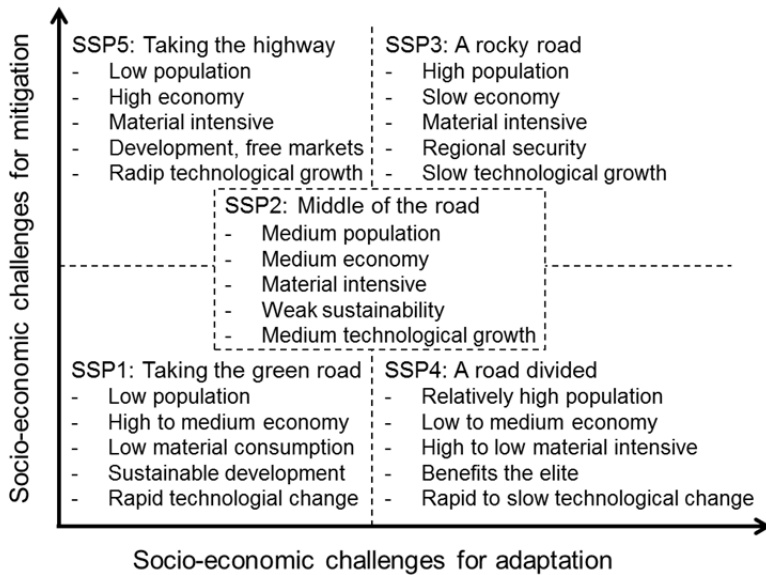 Socio-economic challenges for mitigation
SSP5: Taking the highway
- Low population
- High economy
- Material intensive
- Development, free markets
- Radip technological growth
SSP3: A rocky road
- High population
- Slow economy
- Material intensive
- Regional security
- Slow technological growth
SSP2: Middle of the road
- Medium population
- Medium economy
- Material intensive
- Weak sustainability
- Medium technological growth
SSP1: Taking the green road
- Low population
- High to medium economy
- Low material consumption
- Sustainable development
- Rapid technologial change
SSP4: A road divided
- Relatively high population
- Low to medium economy
- High to low material intensive
- Benefits the elite
- Rapid to slow technological change
Socio-economic challenges for adaptation